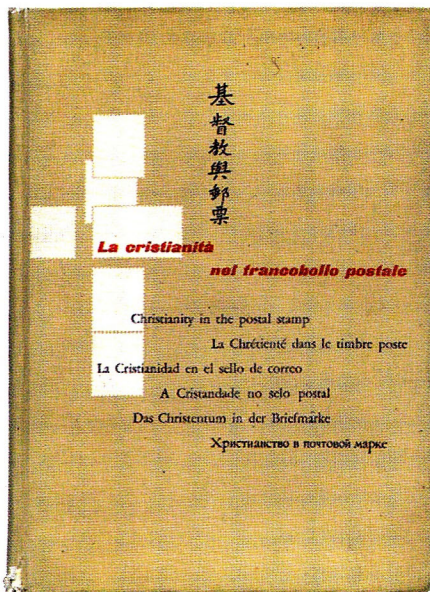 基督教與郵票
La cristianità
nel francobollo postale
Christianity in the postal stamp
La Chrétienté dans le timbre poste
La Cristianidad en el sello de correo
A Cristandade no selo postal
Das Christentum in der Briefmarke
Христианство в почтовой марке